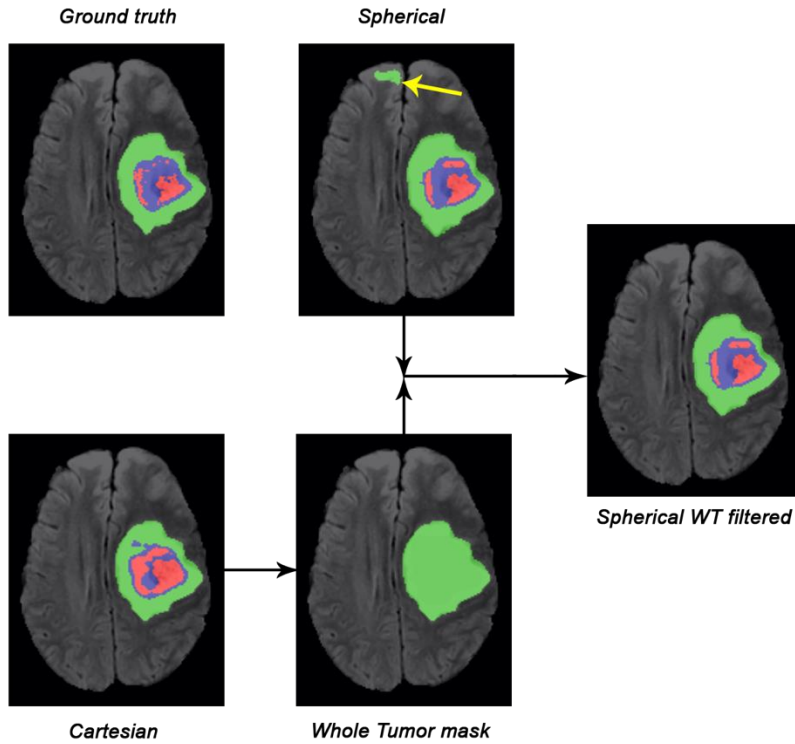 Ground truth
Spherical
Spherical WT filtered
Cartesian
Whole Tumor mask